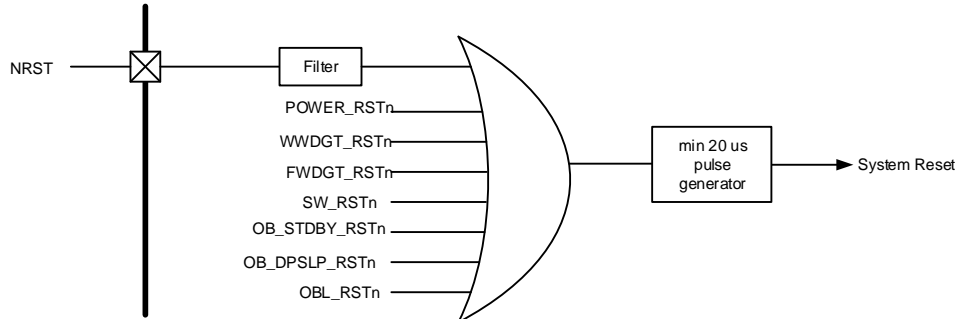 NRST
Filter
POWER_RSTn
WWDGT_RSTn
FWDGT_RSTn
SW_RSTn
OB_STDBY_RSTn
OB_DPSLP_RSTn
OBL_RSTn
min 20 us
pulse
generator
System Reset